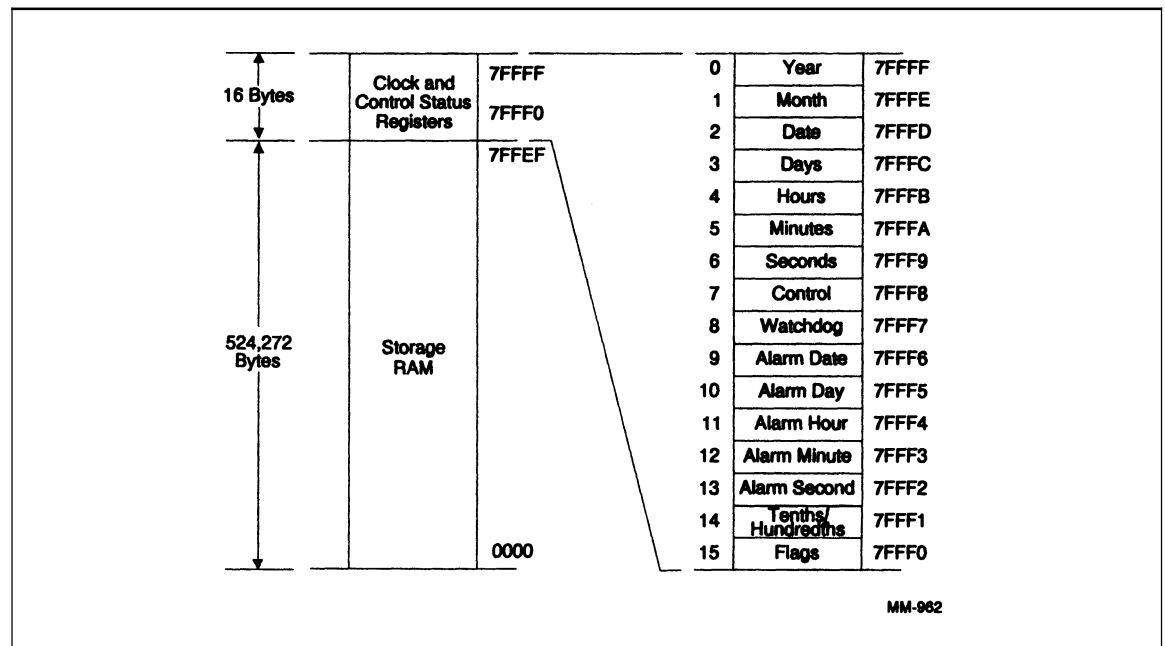 16 Bytes
Clock and
Control Status
Registers
7FFFF
7FFF0
7FFEF
524,272
Bytes
Storage
RAM
0000
0 Year 7FFFF
1 Month 7FFFE
2 Date 7FFFD
3 Days 7FFFC
4 Hours 7FFFB
5 Minutes 7FFFA
6 Seconds 7FFF9
7 Control 7FFF8
8 Watchdog 7FFF7
9 Alarm Date 7FFF6
10 Alarm Day 7FFF5
11 Alarm Hour 7FFF4
12 Alarm Minute 7FFF3
13 Alarm Second 7FFF2
14 Tenths/
Hundredths 7FFF1
15 Flags 7FFF0
MM-962